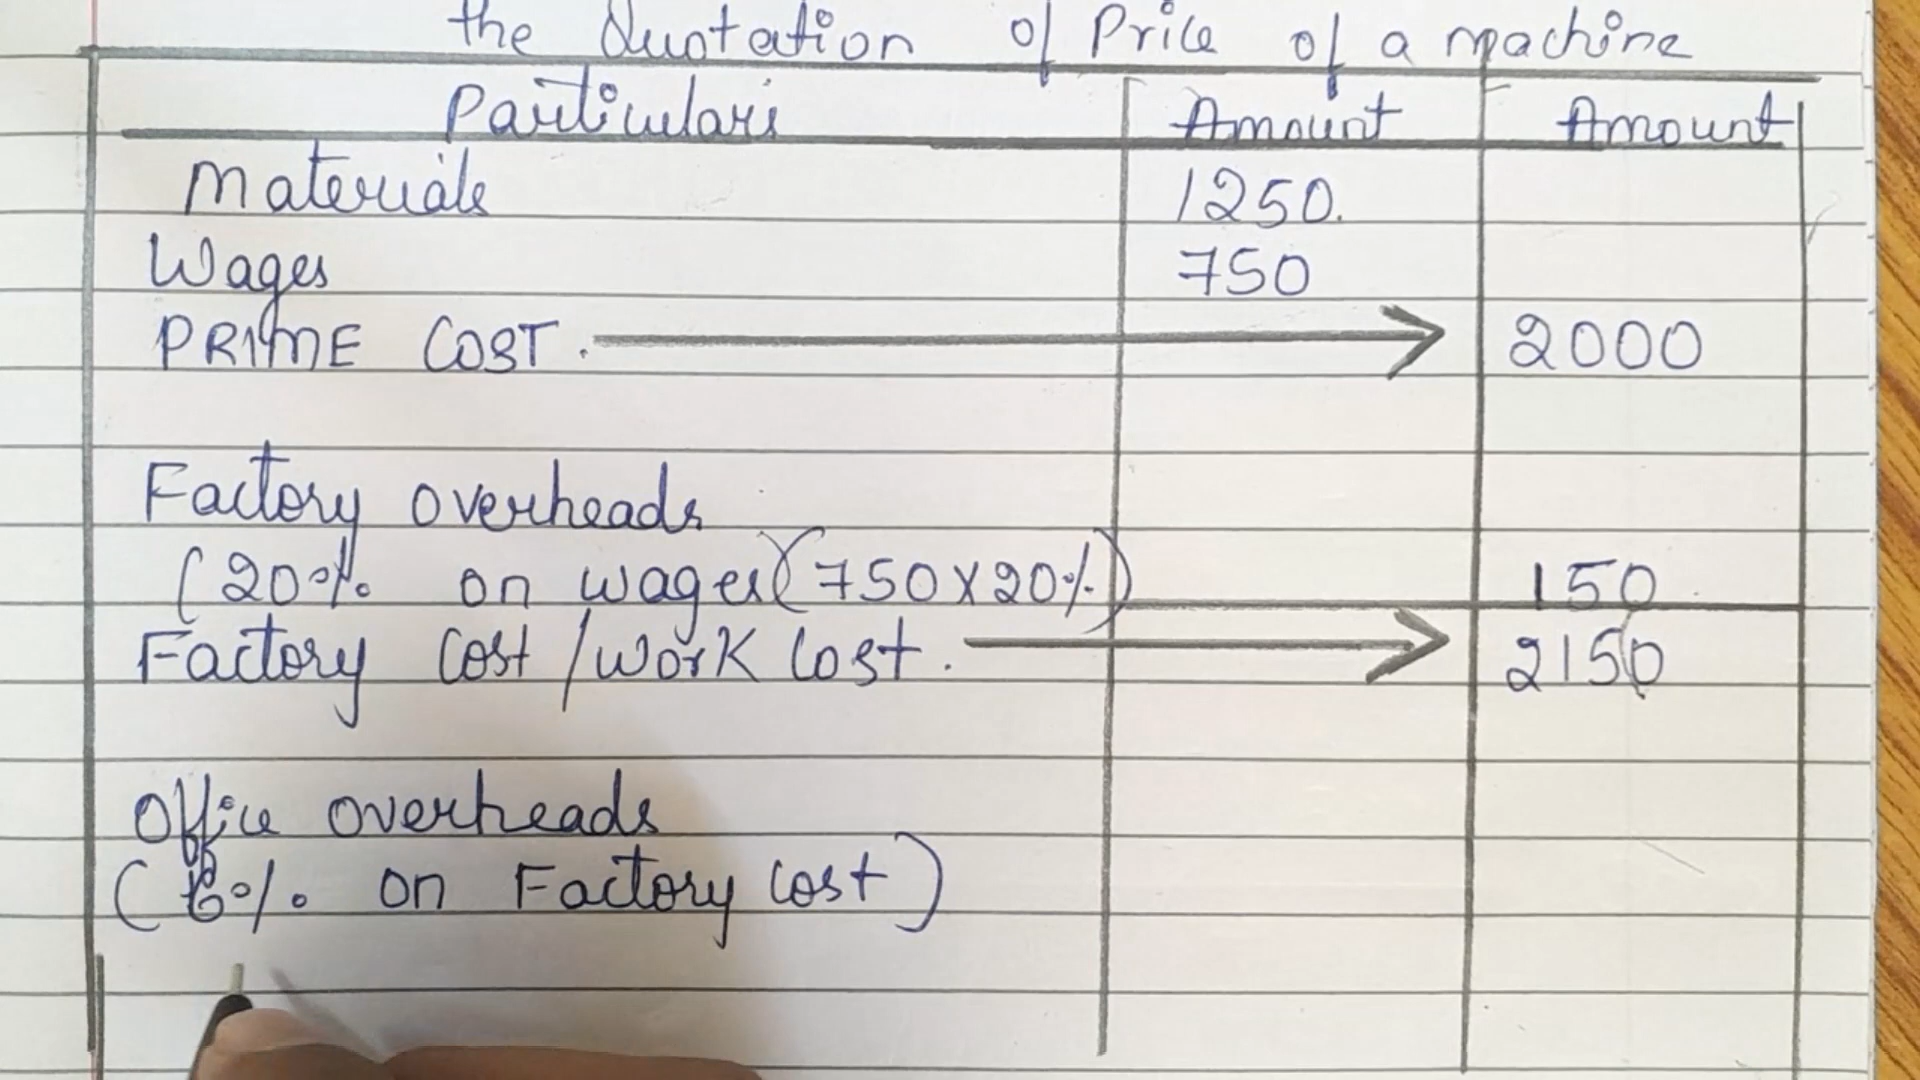 the Quotation of Price of a machine
Particulars Amount Amount
Materials 1250.
Wages 750
PRIME COST. 2000
Factory overheads
(20% on wages (750x20%) 150
Factory Cost / Work Cost. 2150
Office overheads
(6% on Factory Cost)